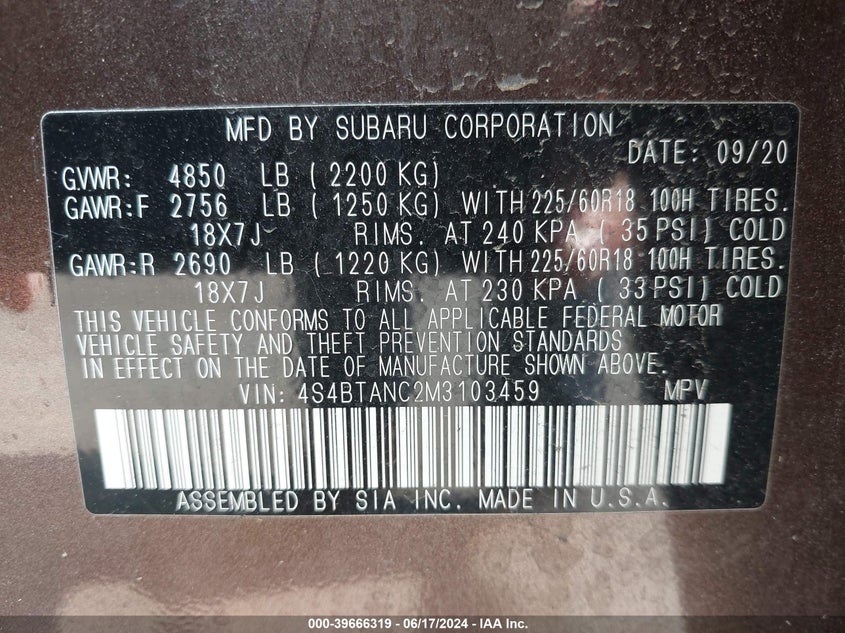 MFD BY SUBARU CORPORATION
DATE: 09/20
GVWR: 4850 LB ( 2200 KG)
GAWR:F 2756 LB ( 1250 KG) WITH 225/60R18 100H TIRES.
18X7J RIMS. AT 240 KPA ( 35 PSI) COLD
GAWR:R 2690 LB ( 1220 KG) WITH 225/60R18 100H TIRES.
18X7J RIMS. AT 230 KPA ( 33 PSI) COLD
THIS VEHICLE CONFORMS TO ALL APPLICABLE FEDERAL MOTOR
VEHICLE SAFETY AND THEFT PREVENTION STANDARDS
IN EFFECT ON THE DATE OF MANUFACTURE SHOWN ABOVE.
VIN: 4S4BTANC2M3103459 MPV
ASSEMBLED BY SIA INC. MADE IN U.S.A.
000-39666319 - 06/17/2024 - IAA Inc.